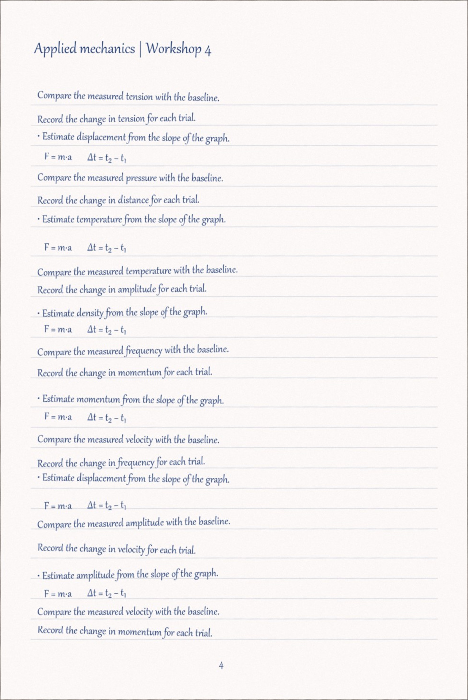 Applied mechanics | Workshop 4
Compare the measured tension with the baseline.
Record the change in tension for each trial.
• Estimate displacement from the slope of the graph.
F = m·a Δt = t₂ − t₁
Compare the measured pressure with the baseline.
Record the change in distance for each trial.
• Estimate temperature from the slope of the graph.
F = m·a Δt = t₂ − t₁
Compare the measured temperature with the baseline.
Record the change in amplitude for each trial.
• Estimate density from the slope of the graph.
F = m·a Δt = t₂ − t₁
Compare the measured frequency with the baseline.
Record the change in momentum for each trial.
• Estimate momentum from the slope of the graph.
F = m·a Δt = t₂ − t₁
Compare the measured velocity with the baseline.
Record the change in frequency for each trial.
• Estimate displacement from the slope of the graph.
F = m·a Δt = t₂ − t₁
Compare the measured amplitude with the baseline.
Record the change in velocity for each trial.
• Estimate amplitude from the slope of the graph.
F = m·a Δt = t₂ − t₁
Compare the measured velocity with the baseline.
Record the change in momentum for each trial.
4